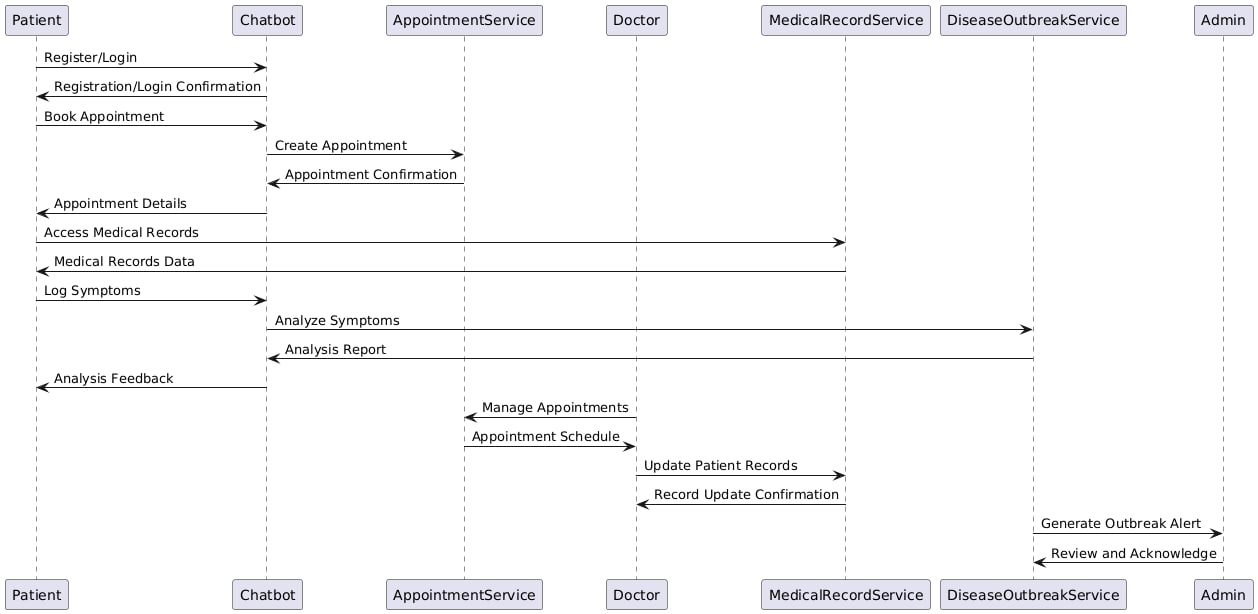 Patient Chatbot AppointmentService Doctor MedicalRecordService DiseaseOutbreakService Admin
Register/Login
Registration/Login Confirmation
Book Appointment
Create Appointment
Appointment Confirmation
Appointment Details
Access Medical Records
Medical Records Data
Log Symptoms
Analyze Symptoms
Analysis Report
Analysis Feedback
Manage Appointments
Appointment Schedule
Update Patient Records
Record Update Confirmation
Generate Outbreak Alert
Review and Acknowledge
Patient Chatbot AppointmentService Doctor MedicalRecordService DiseaseOutbreakService Admin